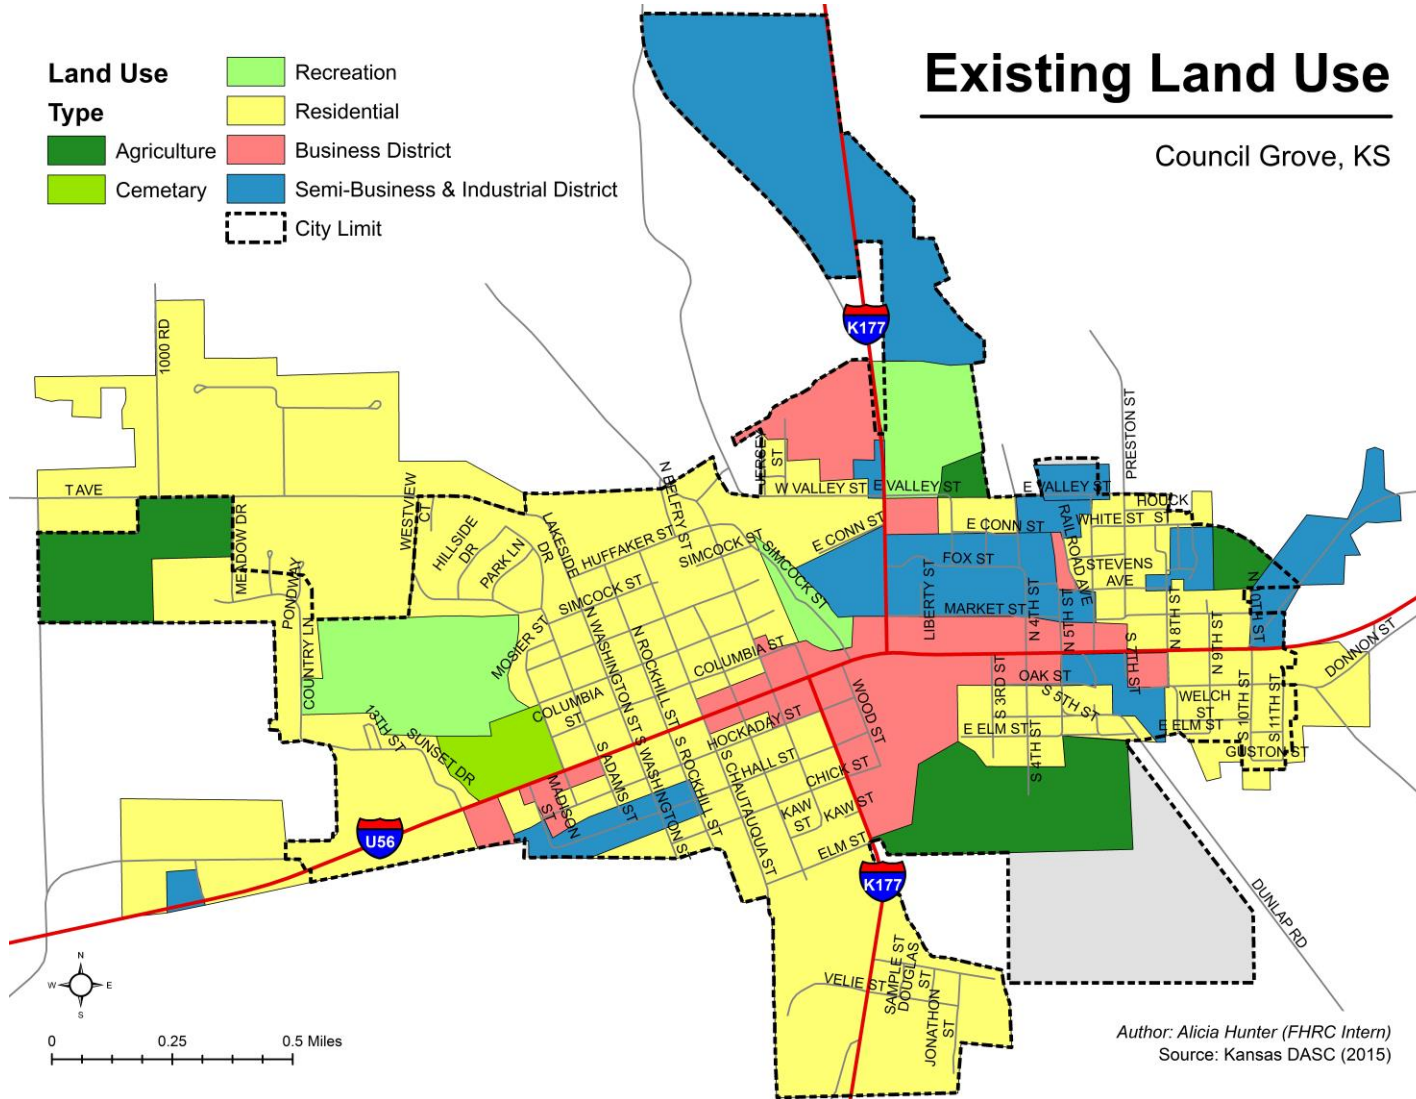 Existing Land Use
Council Grove, KS
Land Use
Type
Agriculture
Cemetary
Recreation
Residential
Business District
Semi-Business & Industrial District
City Limit
K177
1000 RD
T AVE
MEADOW DR
PONDWAY
COUNTRY LN
WESTVIEW
CT
HILLSIDE
DR
PARK LN
LAKESIDE
DR
N BELFRY ST
HUFFAKER ST
SIMCOCK ST
SIMCOCK ST
T SIMCOCK ST
JERSEY
ST
W VALLEY ST
E VALLEY ST
E VALLEY ST
E CONN ST
E CONN ST
PRESTON ST
HOUCK
ST
WHITE ST
RAILROAD AVE
STEVENS
AVE
FOX ST
LIBERTY ST
MARKET ST
N 4TH ST
N 5TH ST
N 8TH ST
N 9TH ST
N 10TH ST
S 7TH ST
DONNON ST
MOSIER ST
N WASHINGTON ST
N ROCKHILL ST
COLUMBIA ST
COLUMBIA
ST
WOOD ST
OAK ST
S 3RD ST
S 5TH ST
E ELM ST
S 4TH ST
WELCH
ST
E ELM ST
S 10TH ST
S 11TH ST
GUSTON ST
13TH ST
SUNSET DR
HOCKADAY ST
HALL ST
CHICK ST
KAW
ST
KAW ST
ELM ST
S ADAMS ST
S WASHINGTON ST
S ROCKHILL ST
S CHAUTAUQUA ST
MADISON
ST
U56
K177
DUNLAP RD
VELIE ST
SAMPLE ST
DOUGLAS
ST
JONATHON
ST
N
W
E
S
0
0.25
0.5 Miles
Author: Alicia Hunter (FHRC Intern)
Source: Kansas DASC (2015)